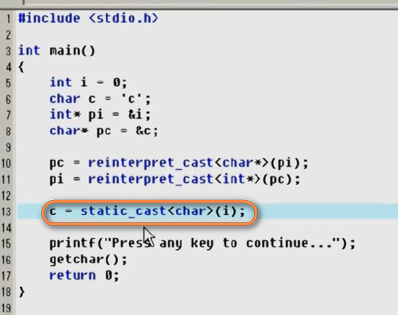 1 #include <stdio.h>
2
3 int main()
4 {
5 int i = 0;
6 char c = 'c';
7 int* pi = &i;
8 char* pc = &c;
9
10 pc = reinterpret_cast<char*>(pi);
11 pi = reinterpret_cast<int*>(pc);
12
13 c = static_cast<char>(i);
14
15 printf("Press any key to continue...");
16 getchar();
17 return 0;
18 }
19